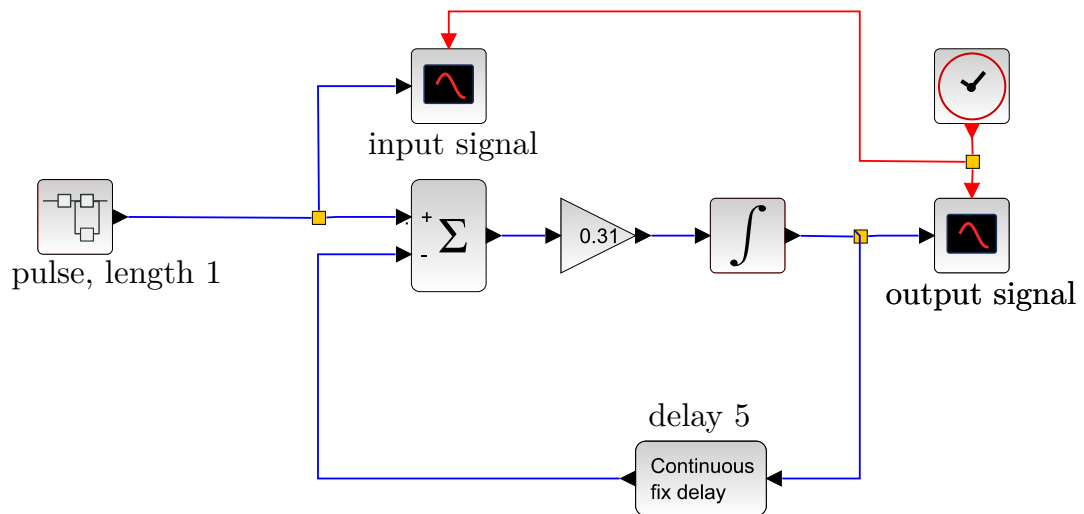 input signal
pulse, length 1
+
-
Σ
0.31
∫
output signal
delay 5
Continuous
fix delay